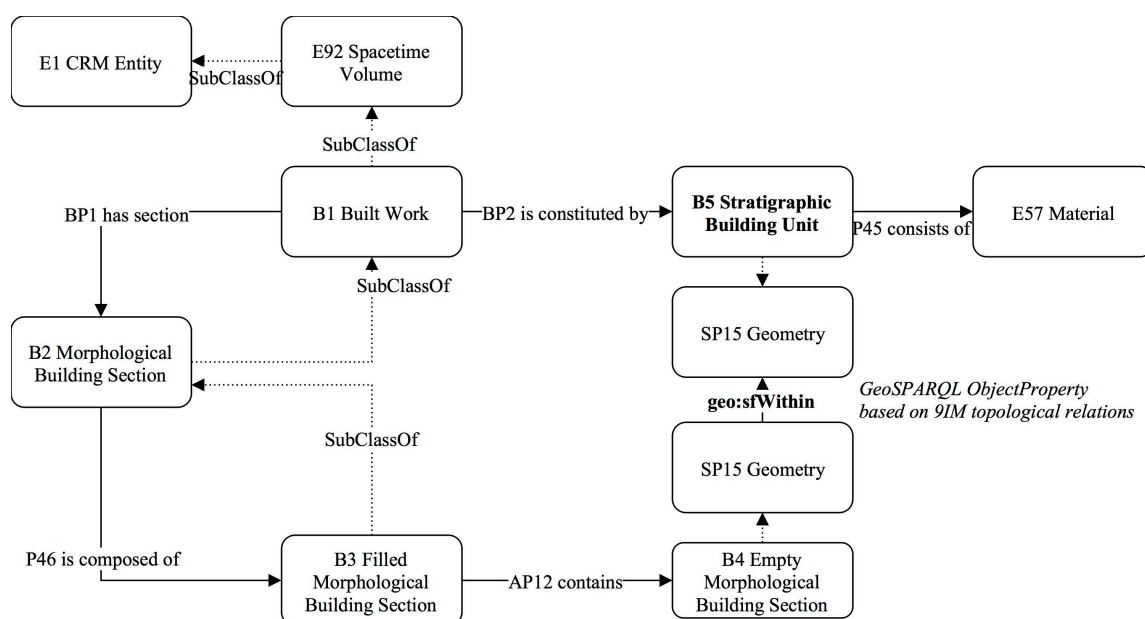 E1 CRM Entity
SubClassOf
E92 Spacetime
Volume
SubClassOf
BP1 has section
B1 Built Work
BP2 is constituted by
B5 Stratigraphic
Building Unit
P45 consists of
E57 Material
SubClassOf
B2 Morphological
Building Section
SP15 Geometry
geo:sfWithin
GeoSPARQL ObjectProperty
based on 9IM topological relations
SubClassOf
SP15 Geometry
P46 is composed of
B3 Filled
Morphological
Building Section
AP12 contains
B4 Empty
Morphological
Building Section